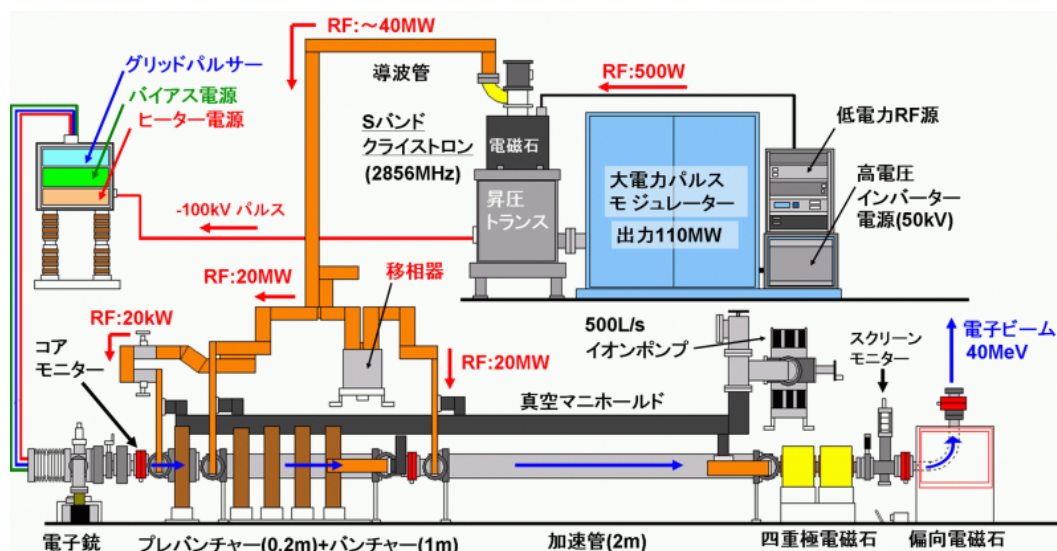 RF:～40MW
グリッドパルサー
バイアス電源
ヒーター電源
導波管
RF:500W
Sバンド
クライストロン
(2856MHz)
電磁石
昇圧
トランス
大電力パルス
モジュレーター
出力110MW
低電力RF源
高電圧
インバーター
電源(50kV)
-100kV パルス
RF:20MW
移相器
RF:20kW
コア
モニター
RF:20MW
500L/s
イオンポンプ
スクリーン
モニター
電子ビーム
40MeV
真空マニホールド
電子銃
プレバンチャー(0.2m)+バンチャー(1m)
加速管(2m)
四重極電磁石
偏向電磁石